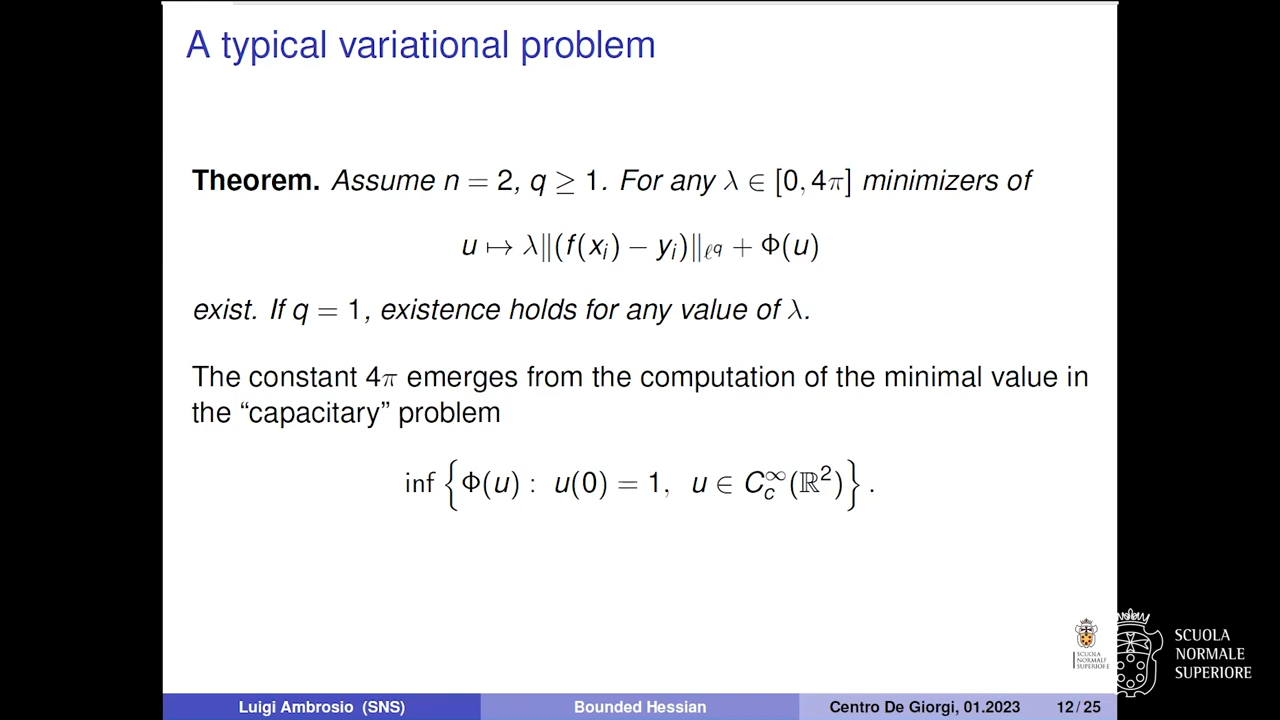 A typical variational problem
Theorem. Assume n = 2, q ≥ 1. For any λ ∈ [0, 4π] minimizers of
u ↦ λ‖(f(xᵢ) − yᵢ)‖_{ℓ^q} + Φ(u)
exist. If q = 1, existence holds for any value of λ.
The constant 4π emerges from the computation of the minimal value in
the “capacitary” problem
inf { Φ(u) : u(0) = 1, u ∈ C_c^∞(ℝ²) } .
SCUOLA
NORMALE
SUPERIORE
SCUOLA
NORMALE
SUPERIORE
Luigi Ambrosio (SNS)
Bounded Hessian
Centro De Giorgi, 01.2023
12 / 25